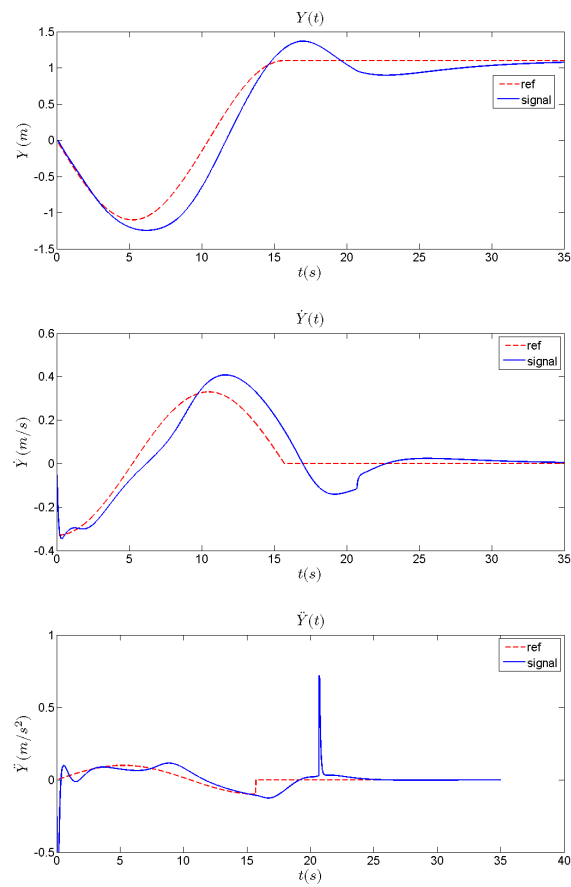 Y(t)
1.5
1
0.5
0
-0.5
-1
-1.5
Y (m)
ref
signal
0 5 10 15 20 25 30 35
t(s)
Ẏ(t)
0.6
0.4
0.2
0
-0.2
-0.4
Ẏ (m/s)
ref
signal
0 5 10 15 20 25 30 35
t(s)
Ÿ(t)
1
0.5
0
-0.5
Ÿ (m/s²)
ref
signal
0 5 10 15 20 25 30 35 40
t(s)